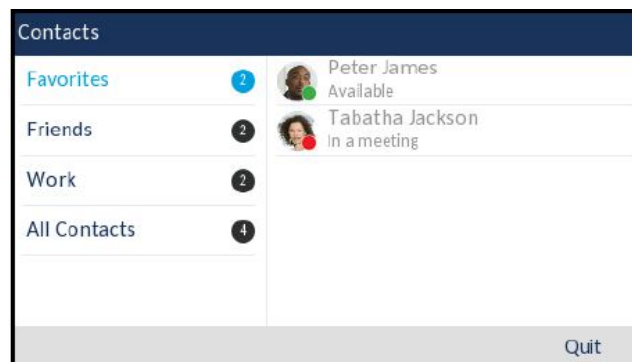 Contacts
Favorites 2
Friends 2
Work 2
All Contacts 4
Peter James
Available
Tabatha Jackson
In a meeting
Quit